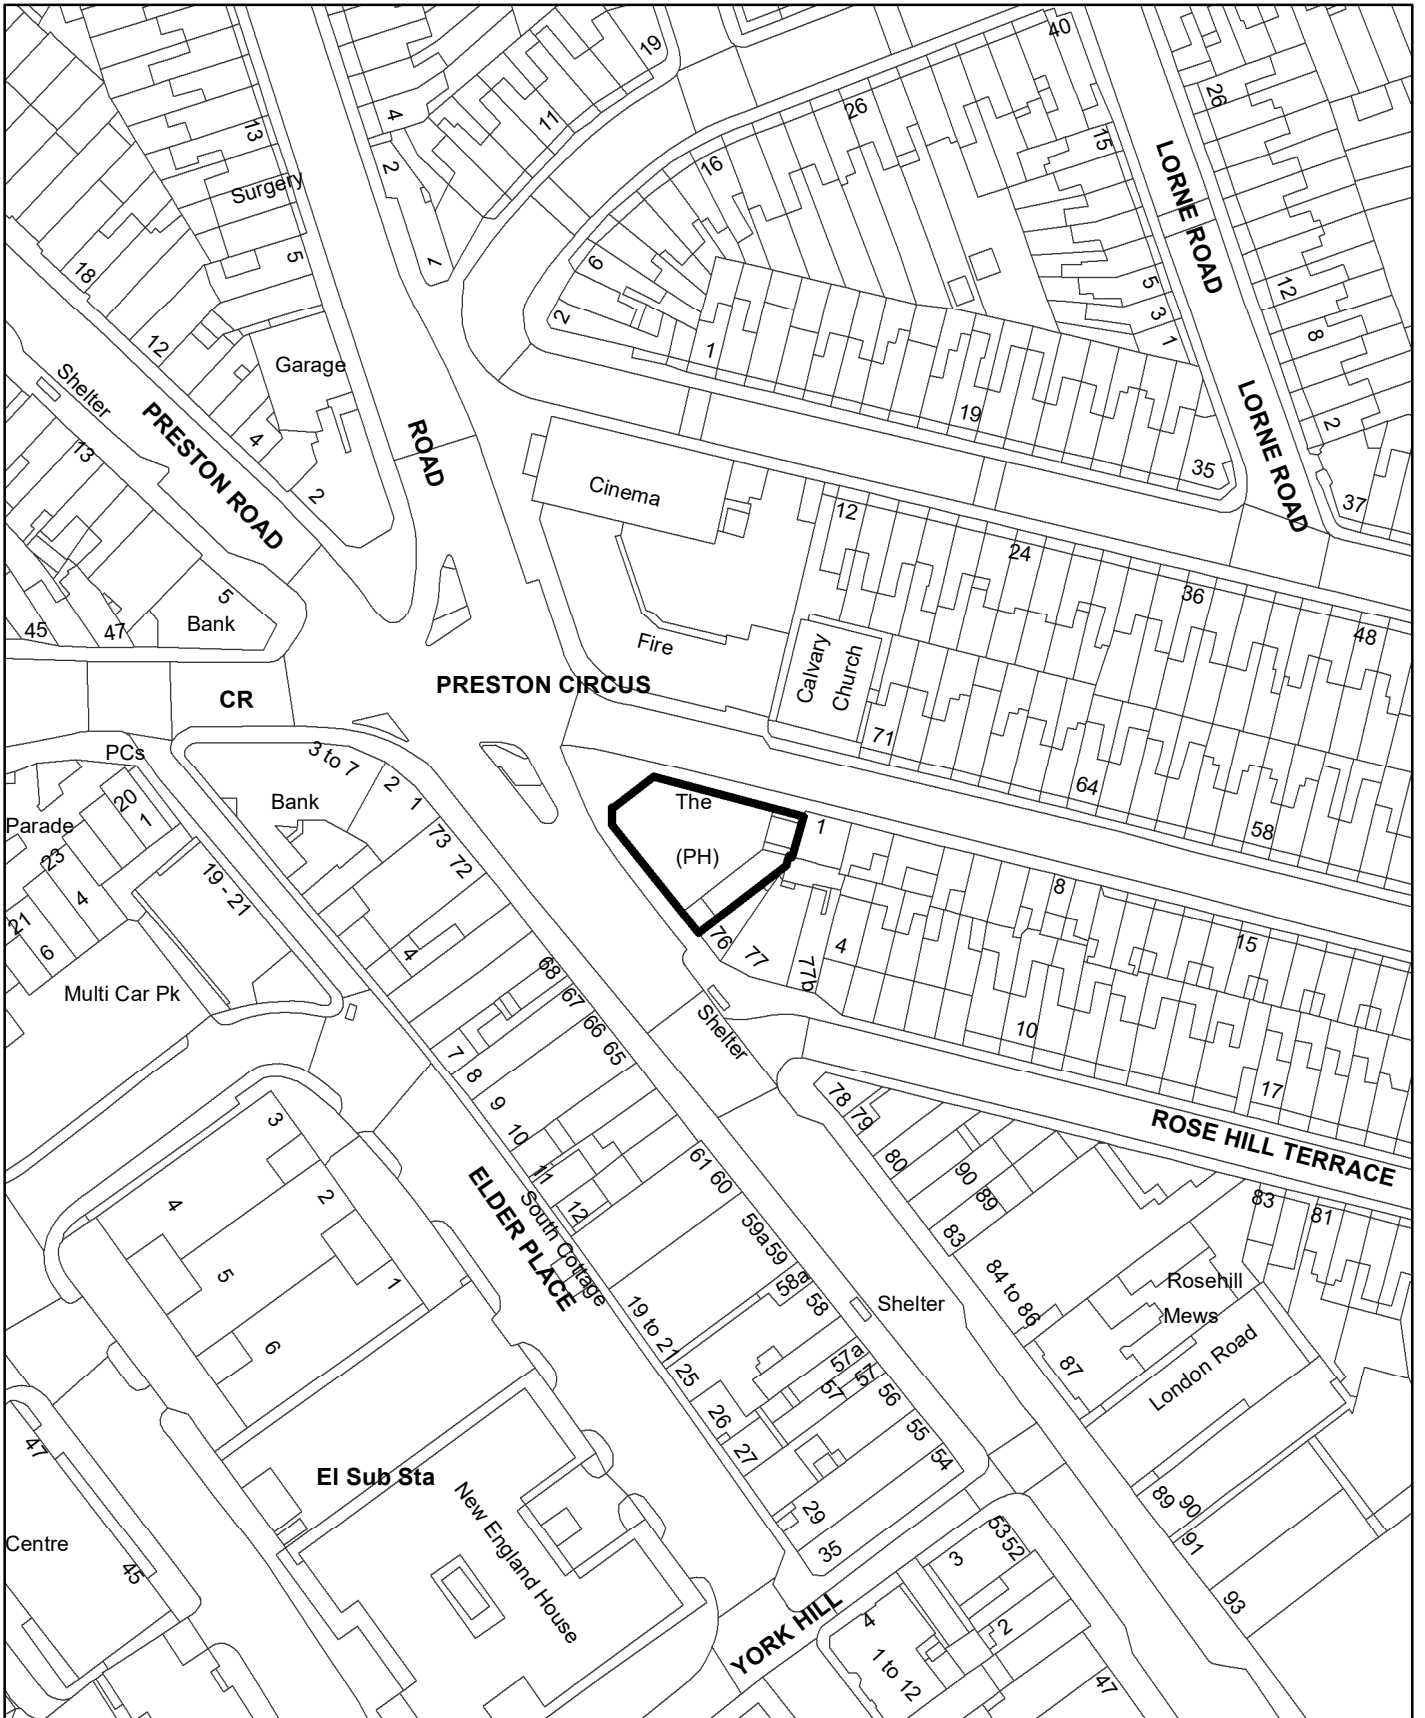 19
40
26
26
11
4
13
15
16
2
LORNE ROAD
Surgery
5
1
6
18
5
12
2
3
8
1
12
1
Garage
Shelter
19
2
4
PRESTON ROAD
ROAD
LORNE ROAD
13
35
2
Cinema
12
37
24
36
5
Bank
45
47
48
Fire
Calvary
Church
PRESTON CIRCUS
CR
71
PCs
3 to 7
2
1
64
20
1
Bank
The
1
58
Parade
73
72
(PH)
23
4
19 - 21
8
21
6
76
77
77b
4
15
4
68
Multi Car Pk
67
66
65
Shelter
10
7
8
9
10
78
79
17
3
ROSE HILL TERRACE
11
61
60
80
90
89
4
2
12
83
81
South Cottage
ELDER PLACE
59a
59
83
5
1
58a
58
84 to 86
Rosehill
Mews
Shelter
6
19 to 21
25
57a
57
57
56
87
London Road
26
27
55
54
47
El Sub Sta
New England House
89
90
29
91
35
53
52
3
Centre
45
93
YORK HILL
4
2
1 to 12
47